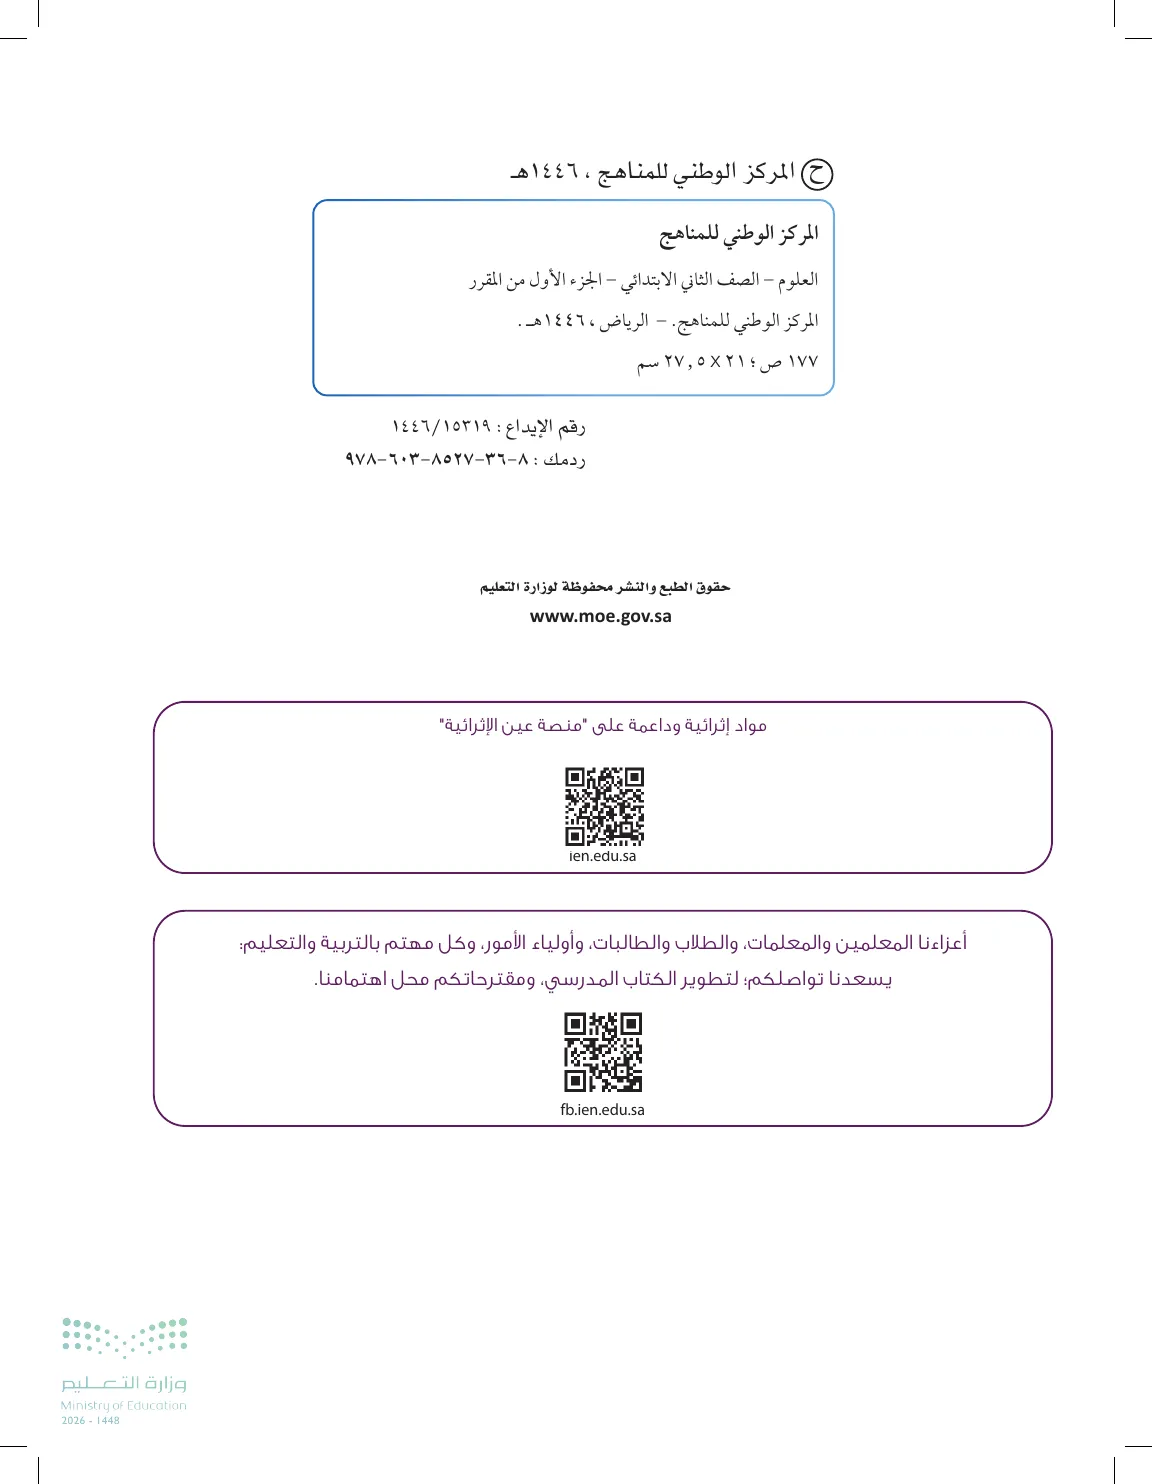 ح المركز الوطني للمناهج ، ١٤٤٦هـ
المركز الوطني للمناهج
العلوم – الصف الثاني الابتدائي – الجزء الأول من المقرر
المركز الوطني للمناهج. – الرياض ، ١٤٤٦هـ .
١٧٧ ص ؛ ٢١ X ٢٧,٥ سم
رقم الإيداع : ١٤٤٦/١٥٣١٩
ردمك : ٨-٣٦-٨٥٢٧-٦٠٣-٩٧٨
حقوق الطبع والنشر محفوظة لوزارة التعليم
www.moe.gov.sa
مواد إثرائية وداعمة على "منصة عين الإثرائية"
ien.edu.sa
أعزاءنا المعلمين والمعلمات، والطلاب والطالبات، وأولياء الأمور، وكل مهتم بالتربية والتعليم:
يسعدنا تواصلكم؛ لتطوير الكتاب المدرسي، ومقترحاتكم محل اهتمامنا.
fb.ien.edu.sa
وزارة التعليم
Ministry of Education
2026 - 1448